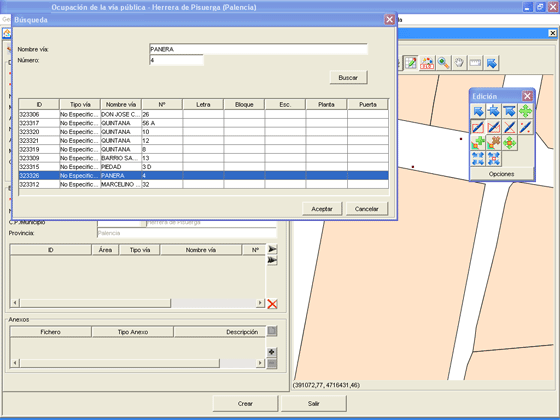 Ocupación de la vía pública - Herrera de Pisuerga (Palencia)
Búsqueda
Nombre vía: PANERA
Número: 4
Buscar
ID Tipo vía Nombre vía Nº Letra Bloque Esc. Planta Puerta
323306 No Especific... DON JOSE C... 26
323317 No Especific... QUINTANA 56 A
323320 No Especific... QUINTANA 10
323321 No Especific... QUINTANA 12
323319 No Especific... QUINTANA 8
323309 No Especific... BARRIO SA... 13
323315 No Especific... PIEDAD 3 D
323326 No Especific... PANERA 4
323312 No Especific... MARCELINO ... 32
Aceptar Cancelar
Edición
Opciones
C.P.Municipio Herrera de Pisuerga
Provincia: Palencia
ID Área Tipo vía Nombre vía Nº
Anexos
Fichero Tipo Anexo Descripción
(391072,77, 4716431,46)
Crear Salir